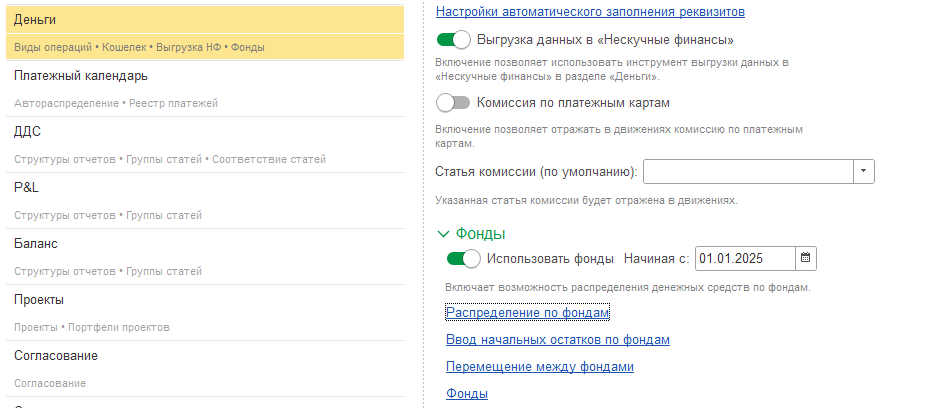 Деньги
Виды операций • Кошелек • Выгрузка НФ • Фонды
Платежный календарь
Автораспределение • Реестр платежей
ДДС
Структуры отчетов • Группы статей • Соответствие статей
P&L
Структуры отчетов • Группы статей
Баланс
Структуры отчетов • Группы статей
Проекты
Проекты • Портфели проектов
Согласование
Согласование
Настройки автоматического заполнения реквизитов
Выгрузка данных в «Нескучные финансы»
Включение позволяет использовать инструмент выгрузки данных в
«Нескучные финансы» в разделе «Деньги».
Комиссия по платежным картам
Включение позволяет отражать в движениях комиссию по платежным
картам.
Статья комиссии (по умолчанию):
Указанная статья комиссии будет отражена в движениях.
Фонды
Использовать фонды Начиная с: 01.01.2025
Включает возможность распределения денежных средств по фондам.
Распределение по фондам
Ввод начальных остатков по фондам
Перемещение между фондами
Фонды